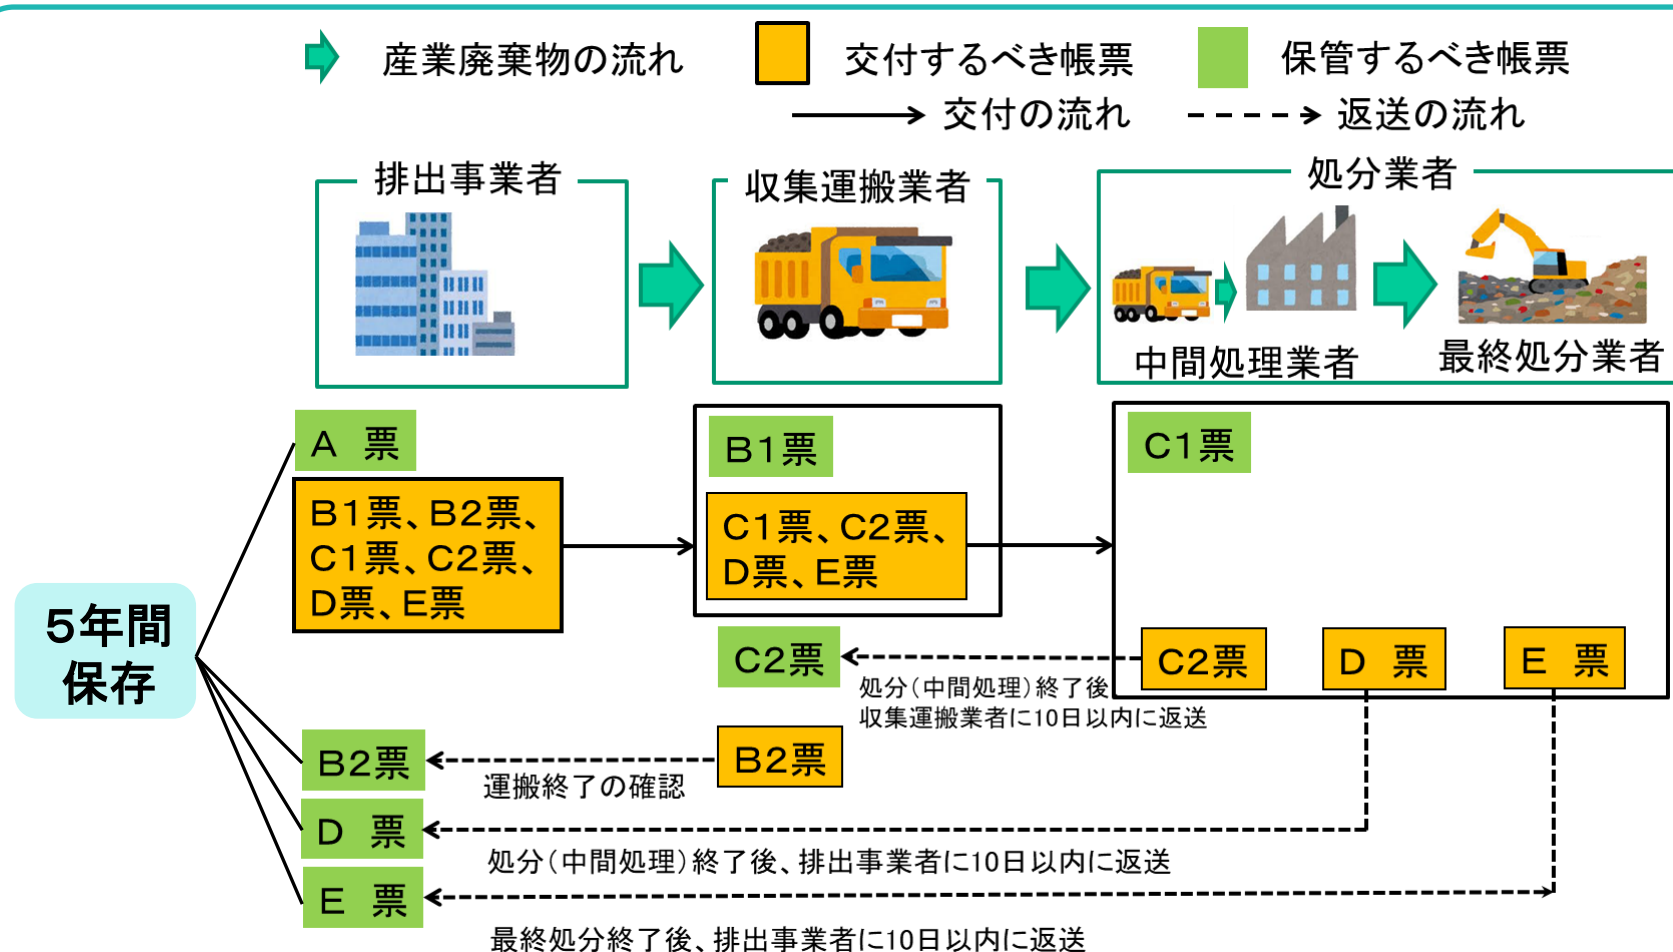 産業廃棄物の流れ
交付するべき帳票
保管するべき帳票
交付の流れ
返送の流れ
排出事業者
収集運搬業者
処分業者
中間処理業者
最終処分業者
A 票
B1票、B2票、
C1票、C2票、
D票、E票
B1票
C1票、C2票、
D票、E票
C1票
5年間
保存
C2票
C2票
D 票
E 票
処分(中間処理)終了後
収集運搬業者に10日以内に返送
B2票
B2票
運搬終了の確認
D 票
処分(中間処理)終了後、排出事業者に10日以内に返送
E 票
最終処分終了後、排出事業者に10日以内に返送